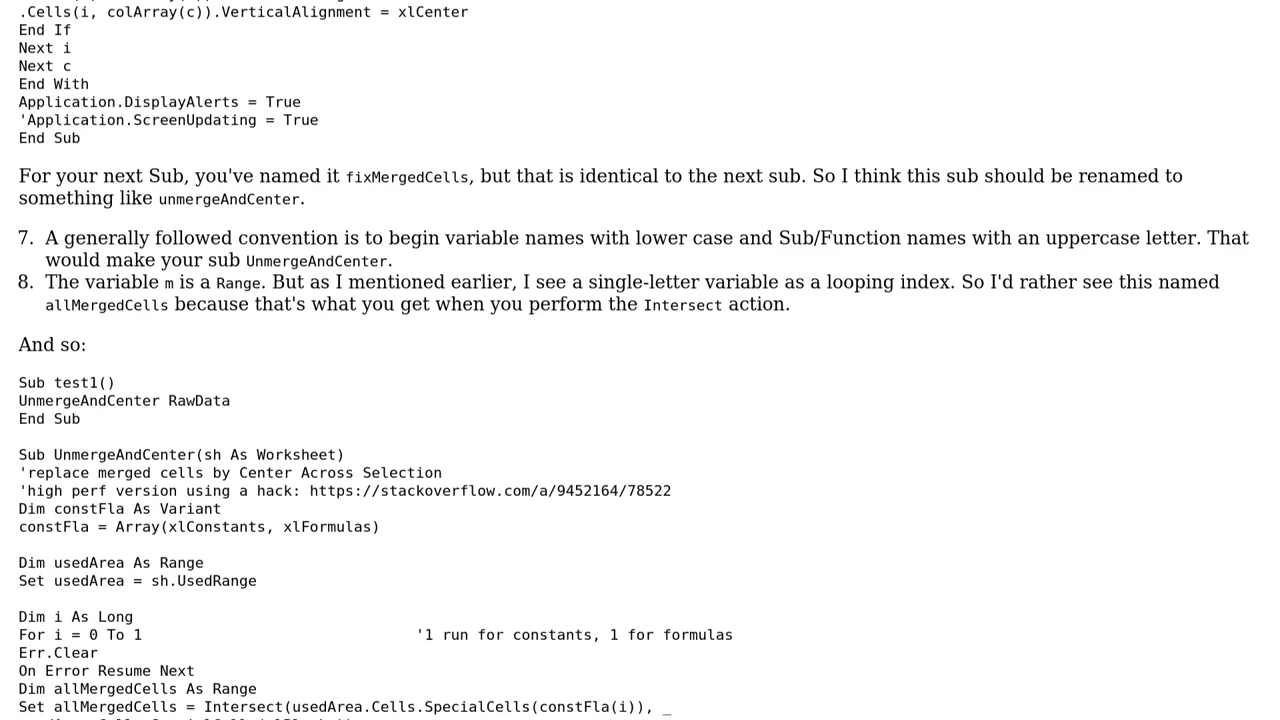 .Cells(i, colArray(c)).VerticalAlignment = xlCenter
End If
Next i
Next c
End With
Application.DisplayAlerts = True
'Application.ScreenUpdating = True
End Sub
For your next Sub, you've named it fixMergedCells, but that is identical to the next sub. So I think this sub should be renamed to
something like unmergeAndCenter.
7. A generally followed convention is to begin variable names with lower case and Sub/Function names with an uppercase letter. That
would make your sub UnmergeAndCenter.
8. The variable m is a Range. But as I mentioned earlier, I see a single-letter variable as a looping index. So I'd rather see this named
allMergedCells because that's what you get when you perform the Intersect action.
And so:
Sub test1()
UnmergeAndCenter RawData
End Sub
Sub UnmergeAndCenter(sh As Worksheet)
'replace merged cells by Center Across Selection
'high perf version using a hack: https://stackoverflow.com/a/9452164/78522
Dim constFla As Variant
constFla = Array(xlConstants, xlFormulas)
Dim usedArea As Range
Set usedArea = sh.UsedRange
Dim i As Long
For i = 0 To 1 '1 run for constants, 1 for formulas
Err.Clear
On Error Resume Next
Dim allMergedCells As Range
Set allMergedCells = Intersect(usedArea.Cells.SpecialCells(constFla(i)), _